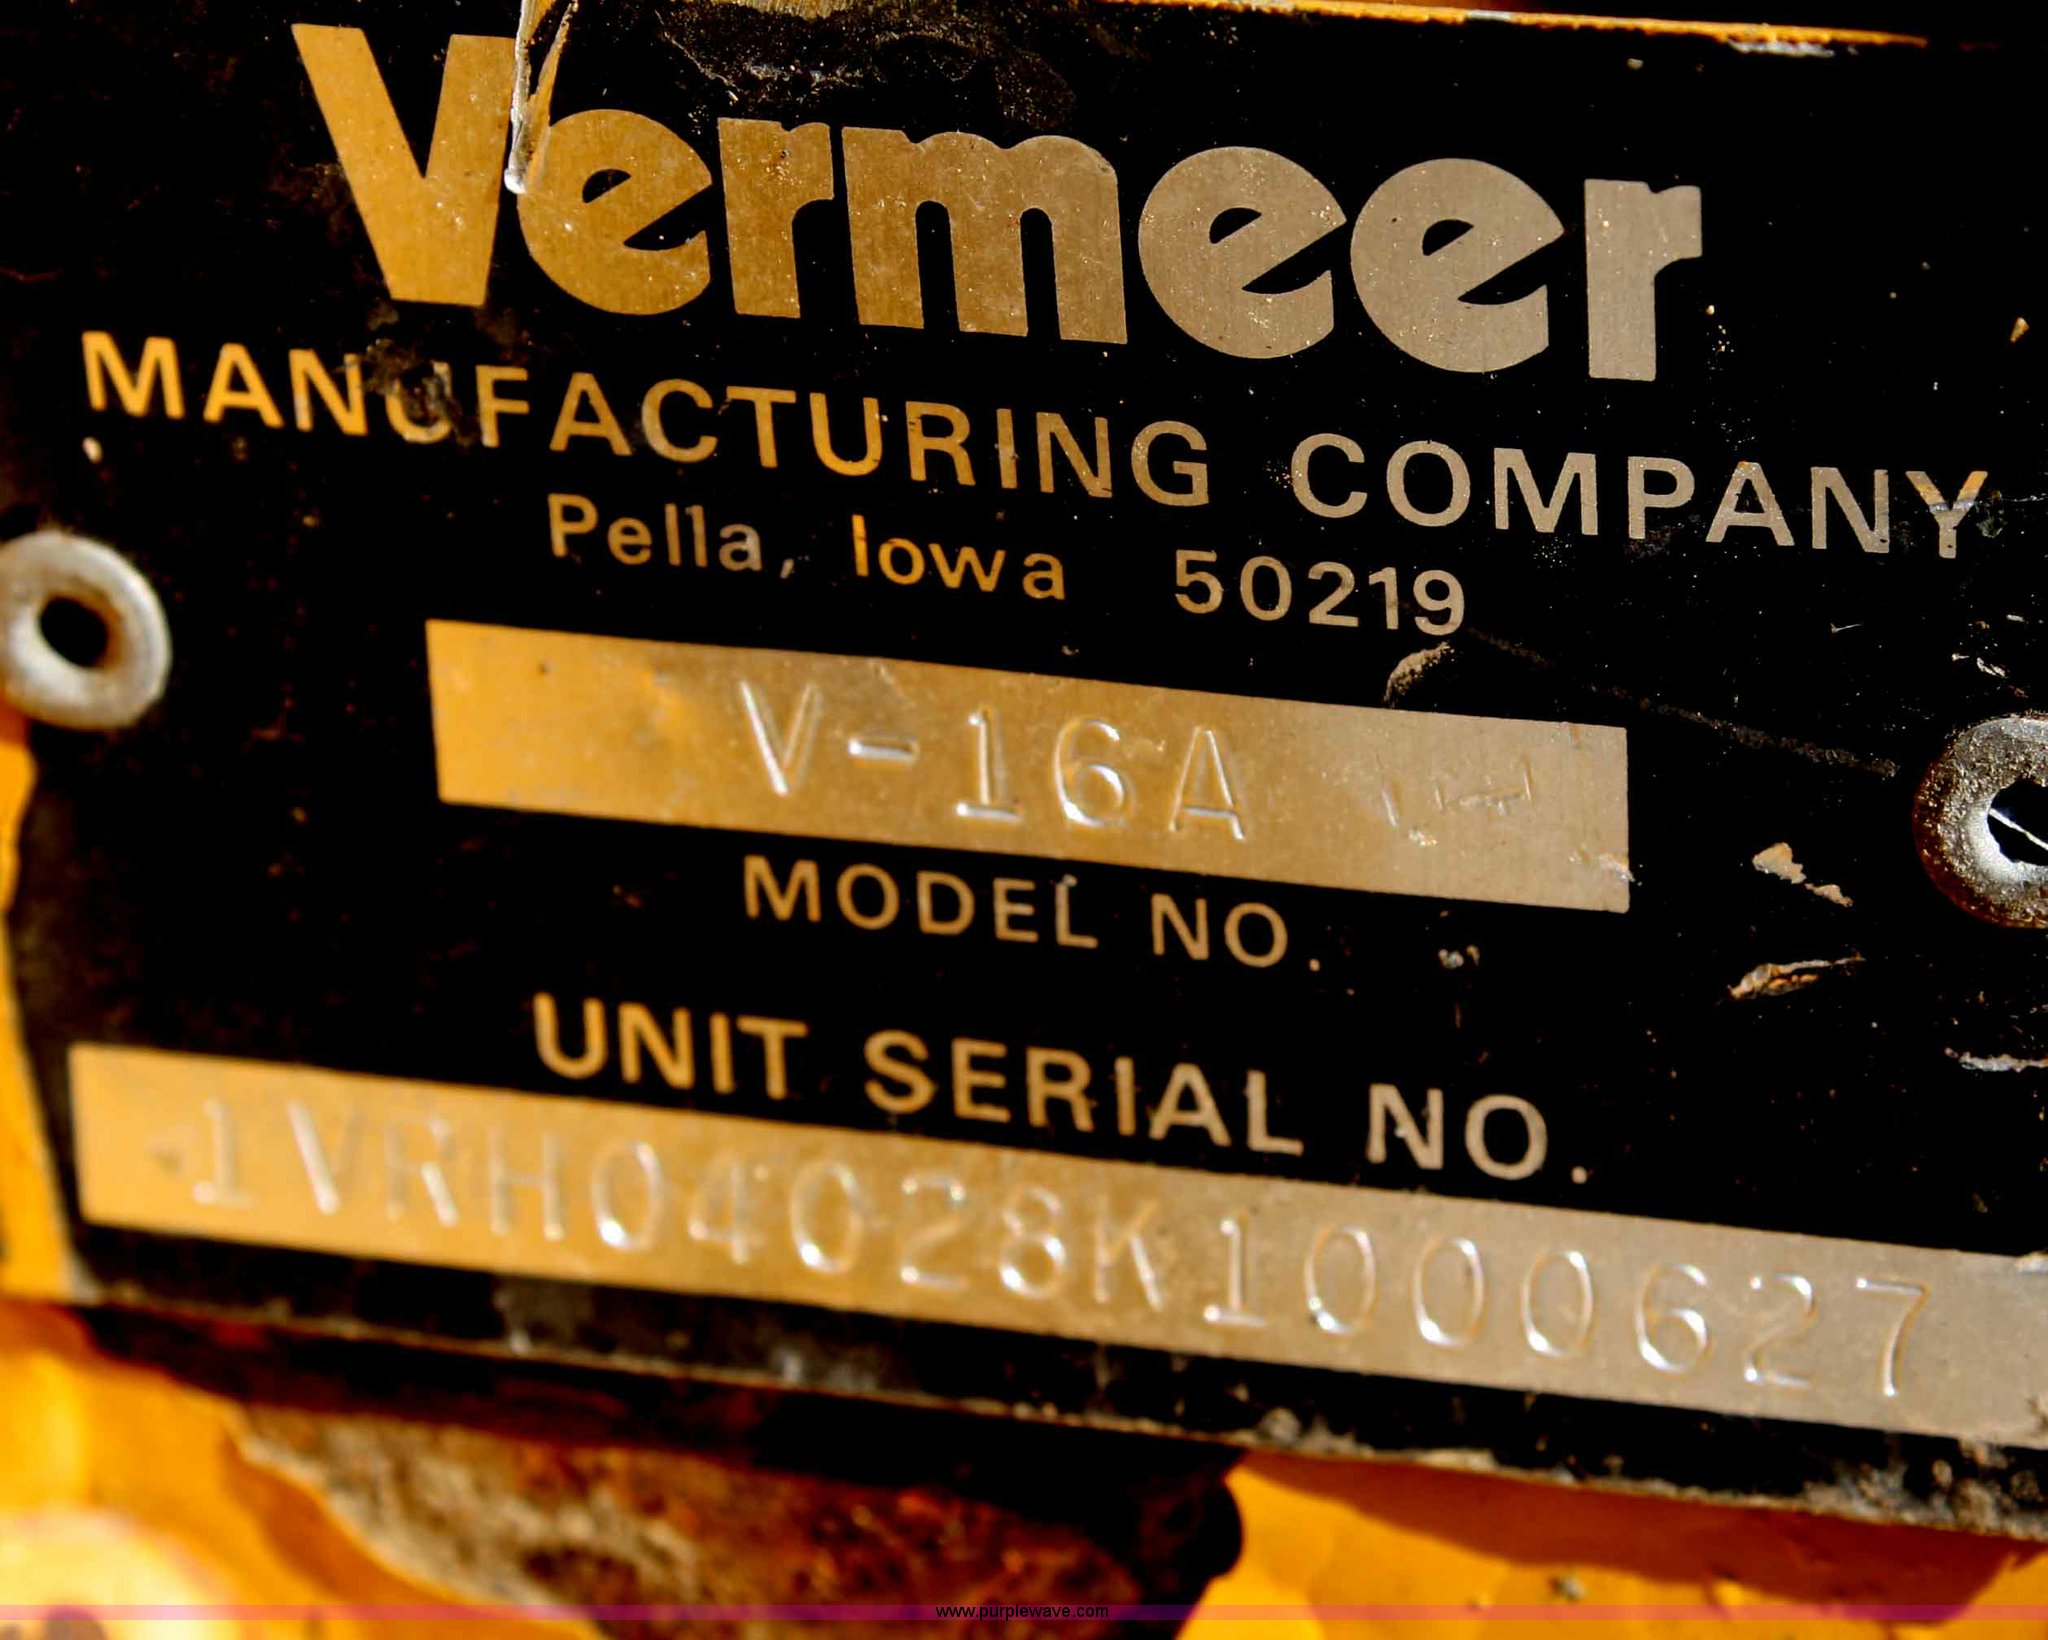 Vermeer
MANUFACTURING COMPANY
Pella, Iowa 50219
V-16A
MODEL NO.
UNIT SERIAL NO.
1VRH04028K1000627
www.purplewave.com